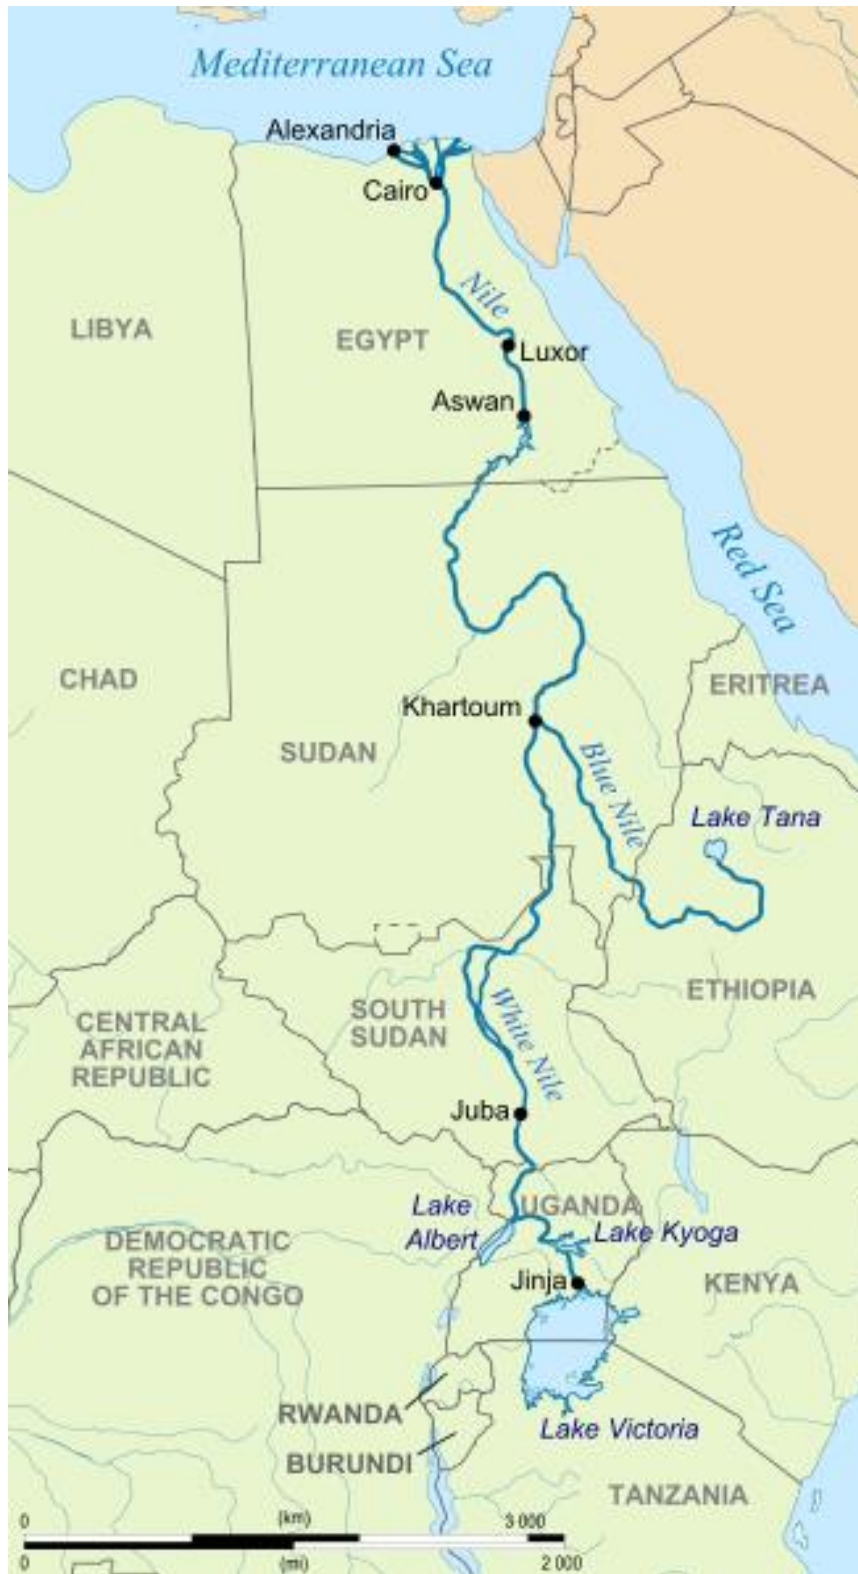 Mediterranean Sea
Alexandria
Cairo
Nile
LIBYA
EGYPT
Luxor
Aswan
Red Sea
CHAD
ERITREA
Khartoum
SUDAN
Blue Nile
Lake Tana
ETHIOPIA
SOUTH
SUDAN
White Nile
CENTRAL
AFRICAN
REPUBLIC
Juba
Lake
Albert
UGANDA
Lake Kyoga
DEMOCRATIC
REPUBLIC
OF THE CONGO
Jinja
KENYA
RWANDA
Lake Victoria
BURUNDI
TANZANIA
0 (km) 3 000
0 (mi) 2 000